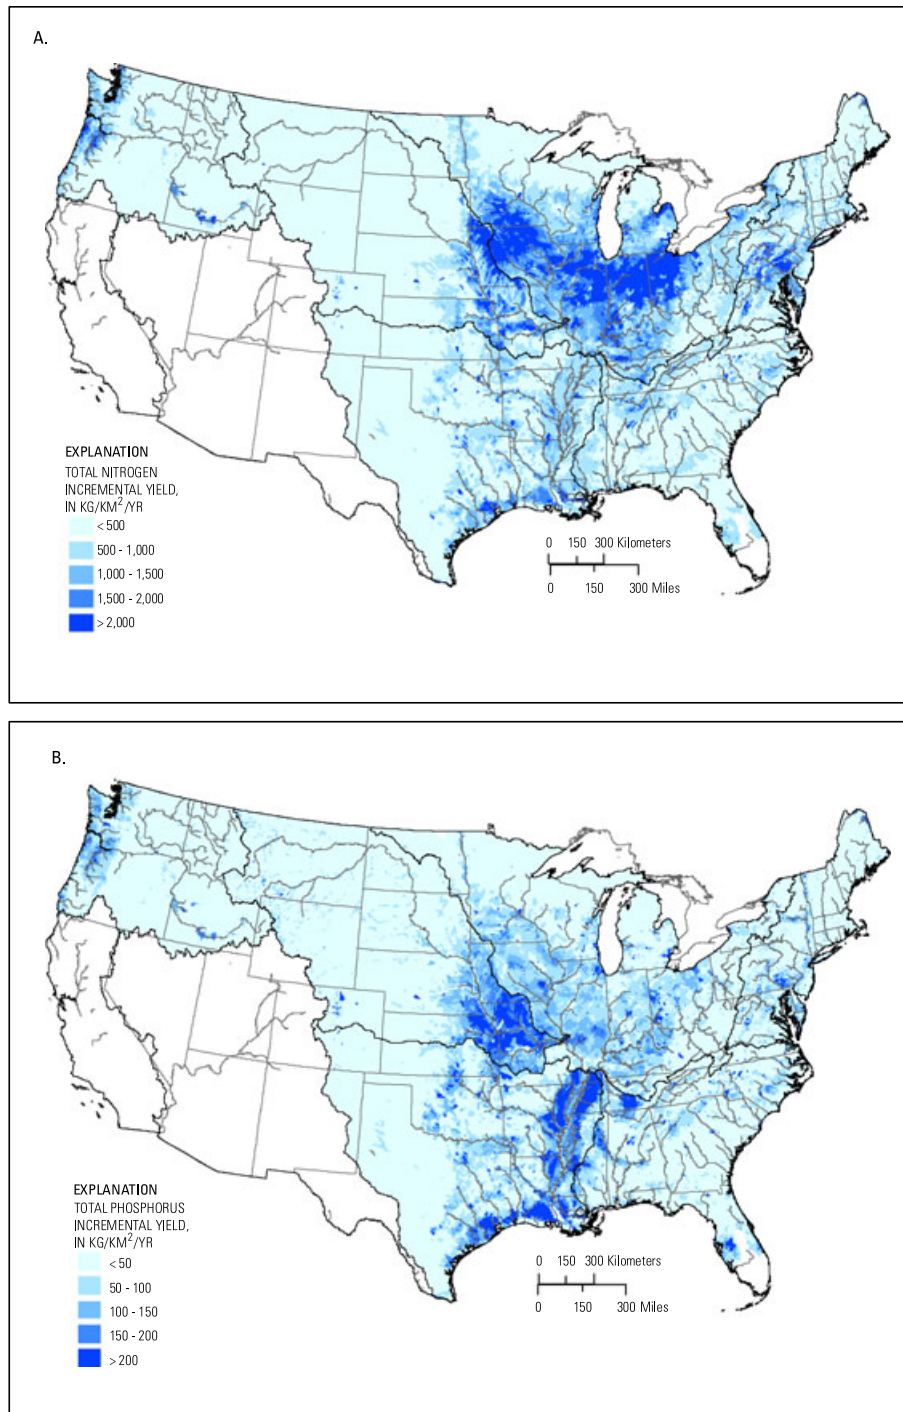 A.
EXPLANATION
TOTAL NITROGEN
INCREMENTAL YIELD,
IN KG/KM²/YR
< 500
500 - 1,000
1,000 - 1,500
1,500 - 2,000
> 2,000
0 150 300 Kilometers
0 150 300 Miles
B.
EXPLANATION
TOTAL PHOSPHORUS
INCREMENTAL YIELD,
IN KG/KM²/YR
< 50
50 - 100
100 - 150
150 - 200
> 200
0 150 300 Kilometers
0 150 300 Miles